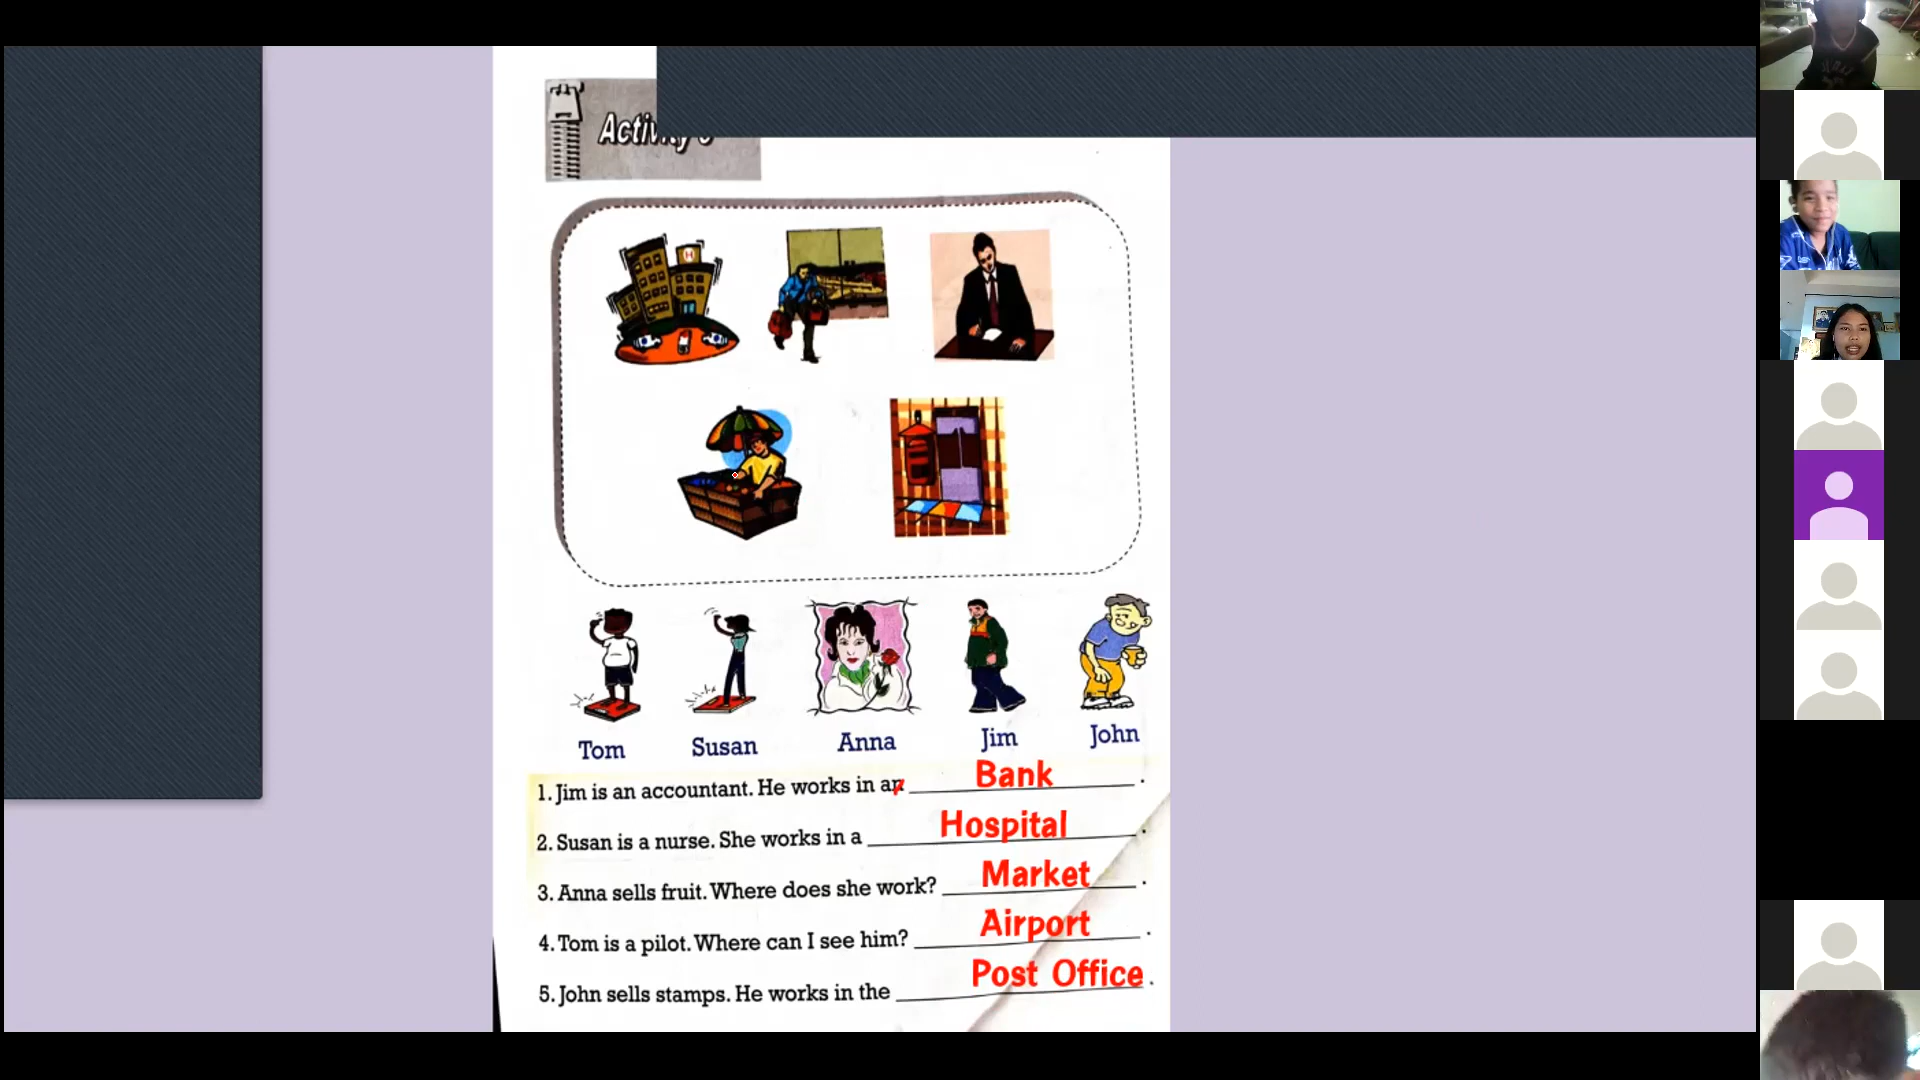 H
Tom Susan Anna Jim John
1. Jim is an accountant. He works in an Bank.
2. Susan is a nurse. She works in a Hospital.
3. Anna sells fruit. Where does she work? Market.
4. Tom is a pilot. Where can I see him? Airport.
5. John sells stamps. He works in the Post Office.